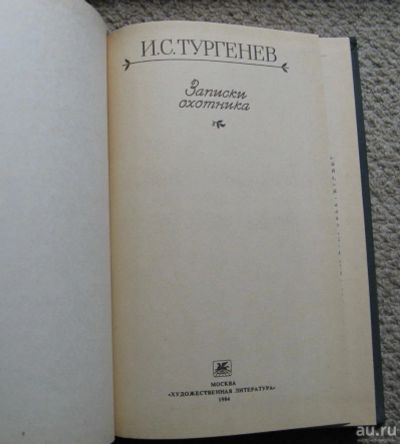 И.С.ТУРГЕНЕВ
Записки
охотника
МОСКВА
«ХУДОЖЕСТВЕННАЯ ЛИТЕРАТУРА»
1984
au.ru